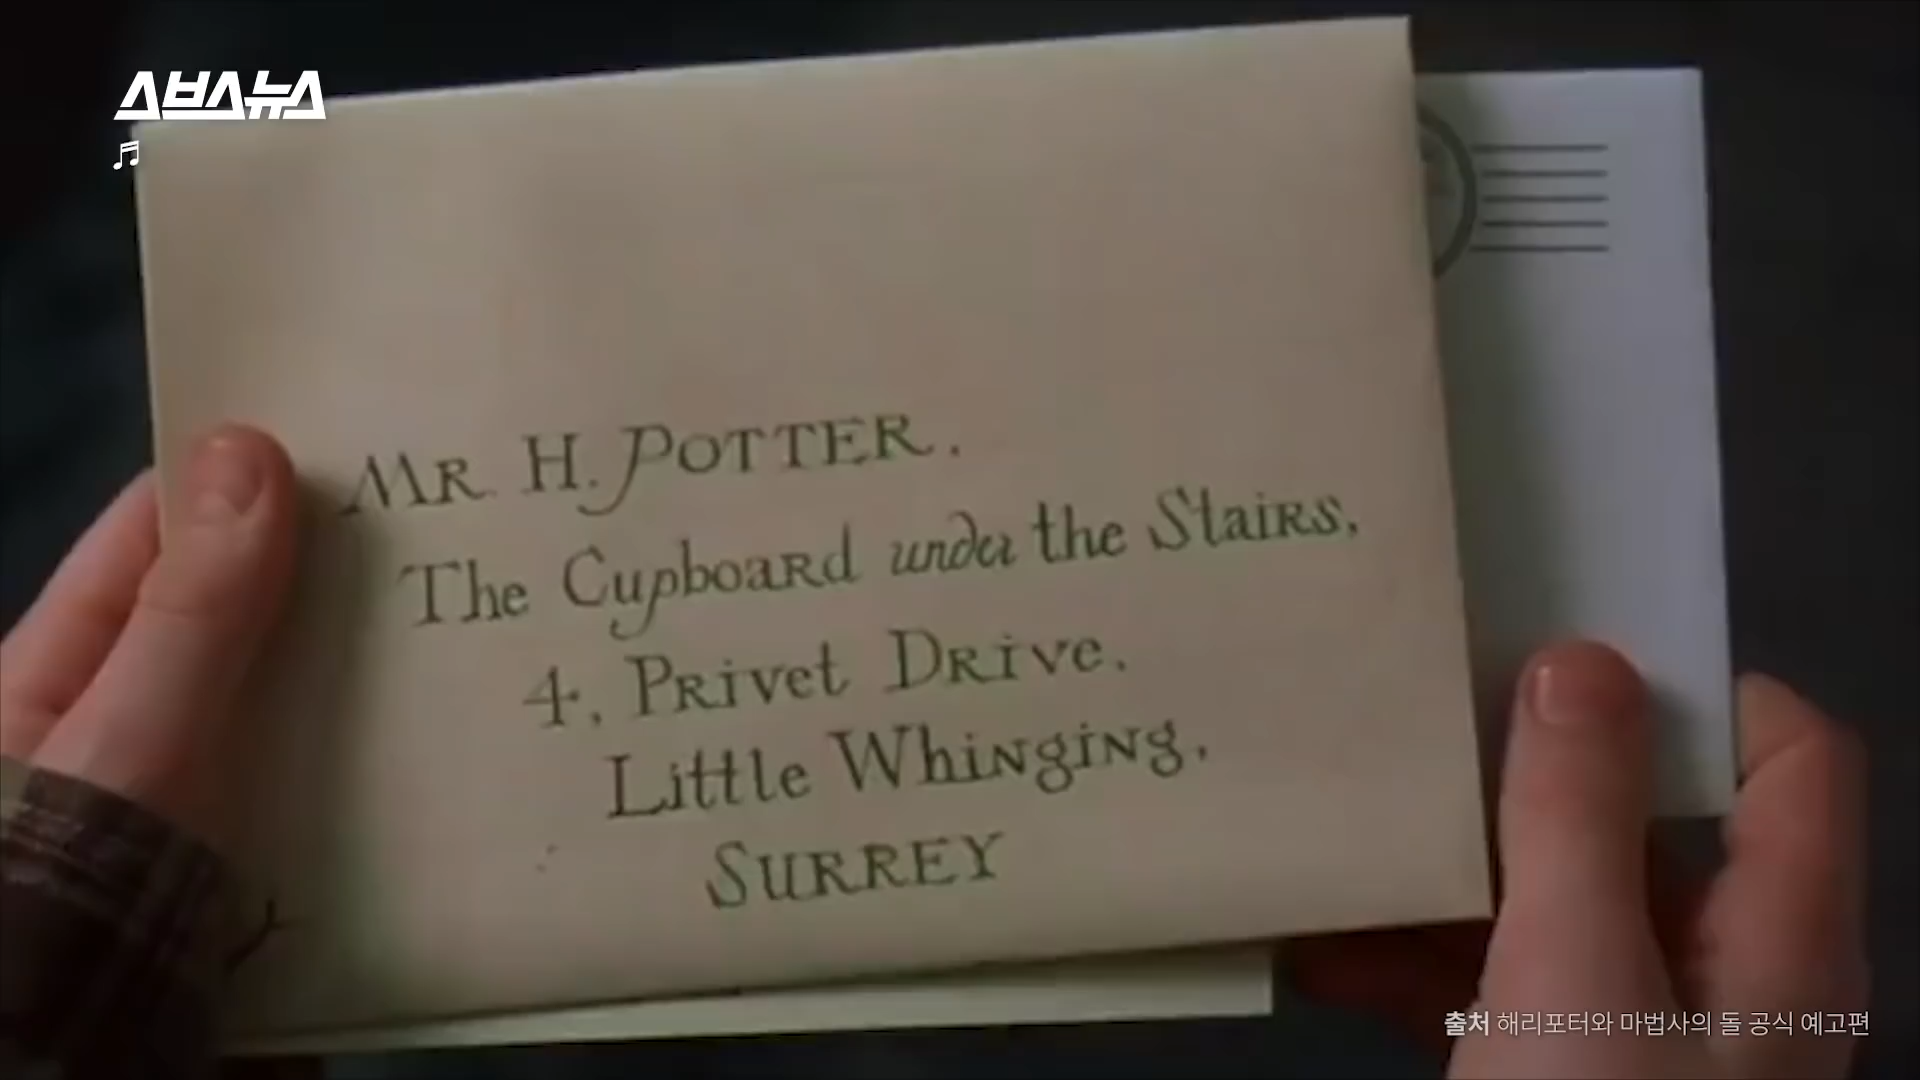 스브스뉴스
Mr. H. Potter,
The Cupboard under the Stairs,
4, Privet Drive,
Little Whinging,
SURREY
출처 해리포터와 마법사의 돌 공식 예고편